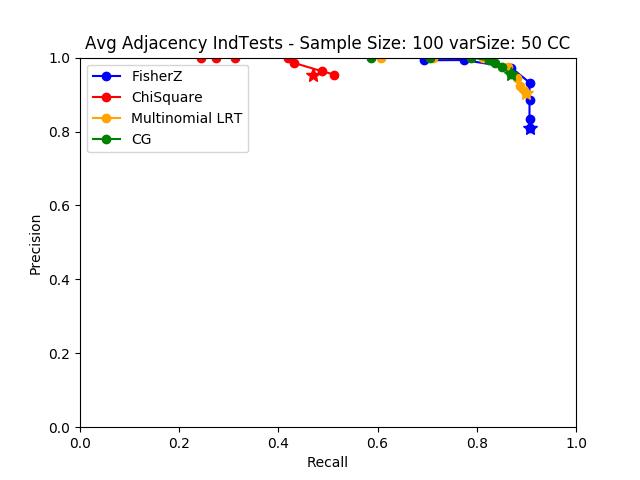 Avg Adjacency IndTests - Sample Size: 100 varSize: 50 CC
FisherZ
ChiSquare
Multinomial LRT
CG
1.0
0.8
0.6
0.4
0.2
0.0
Precision
0.0 0.2 0.4 0.6 0.8 1.0
Recall